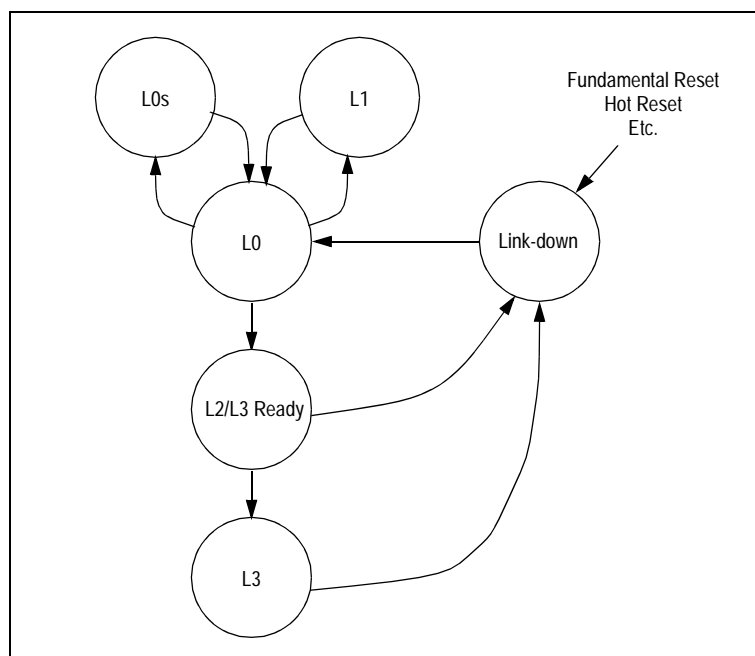 L0s
L1
Fundamental Reset
Hot Reset
Etc.
L0
Link-down
L2/L3 Ready
L3